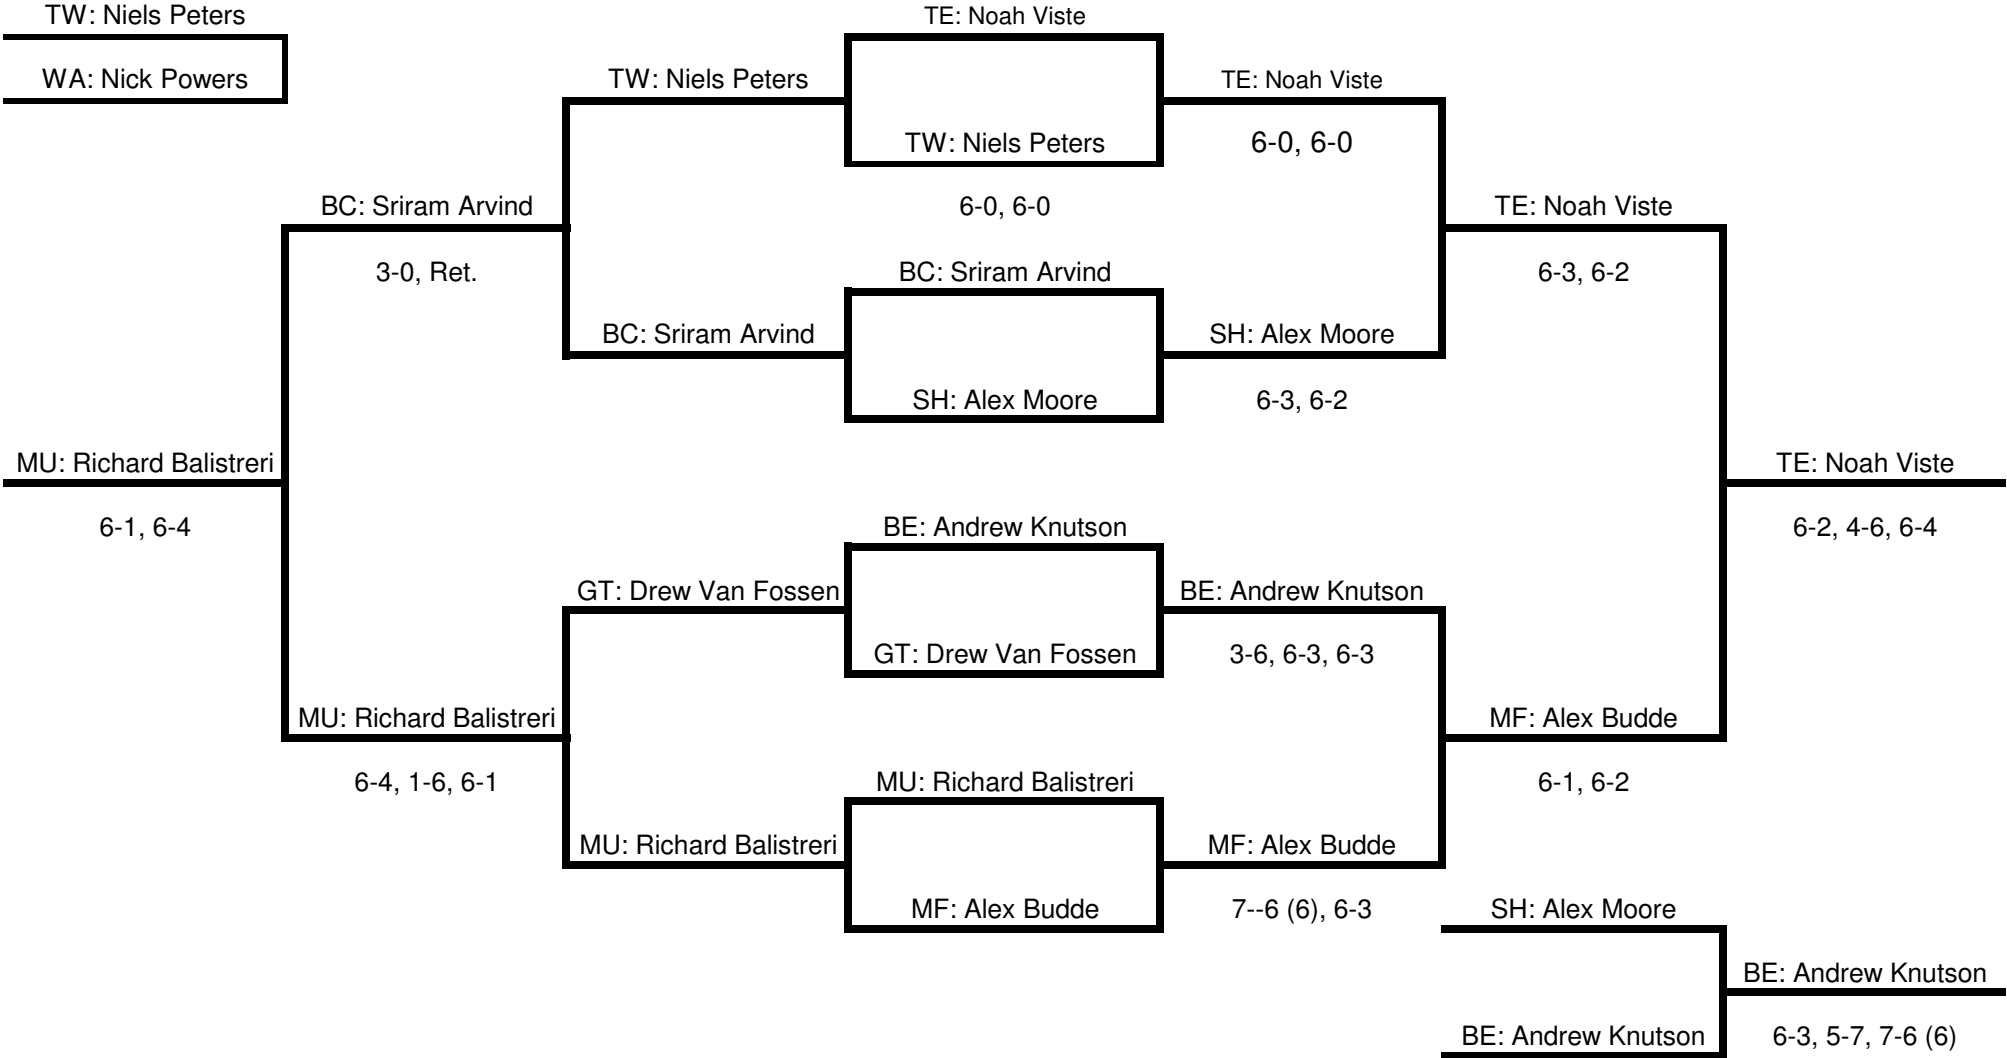 TW: Niels Peters
TE: Noah Viste
WA: Nick Powers
TW: Niels Peters
TE: Noah Viste
TW: Niels Peters
6-0, 6-0
BC: Sriram Arvind
6-0, 6-0
TE: Noah Viste
3-0, Ret.
BC: Sriram Arvind
6-3, 6-2
BC: Sriram Arvind
SH: Alex Moore
SH: Alex Moore
6-3, 6-2
MU: Richard Balistreri
TE: Noah Viste
6-1, 6-4
BE: Andrew Knutson
6-2, 4-6, 6-4
GT: Drew Van Fossen
BE: Andrew Knutson
GT: Drew Van Fossen
3-6, 6-3, 6-3
MU: Richard Balistreri
MF: Alex Budde
6-4, 1-6, 6-1
MU: Richard Balistreri
6-1, 6-2
MU: Richard Balistreri
MF: Alex Budde
MF: Alex Budde
7--6 (6), 6-3
SH: Alex Moore
BE: Andrew Knutson
BE: Andrew Knutson
6-3, 5-7, 7-6 (6)